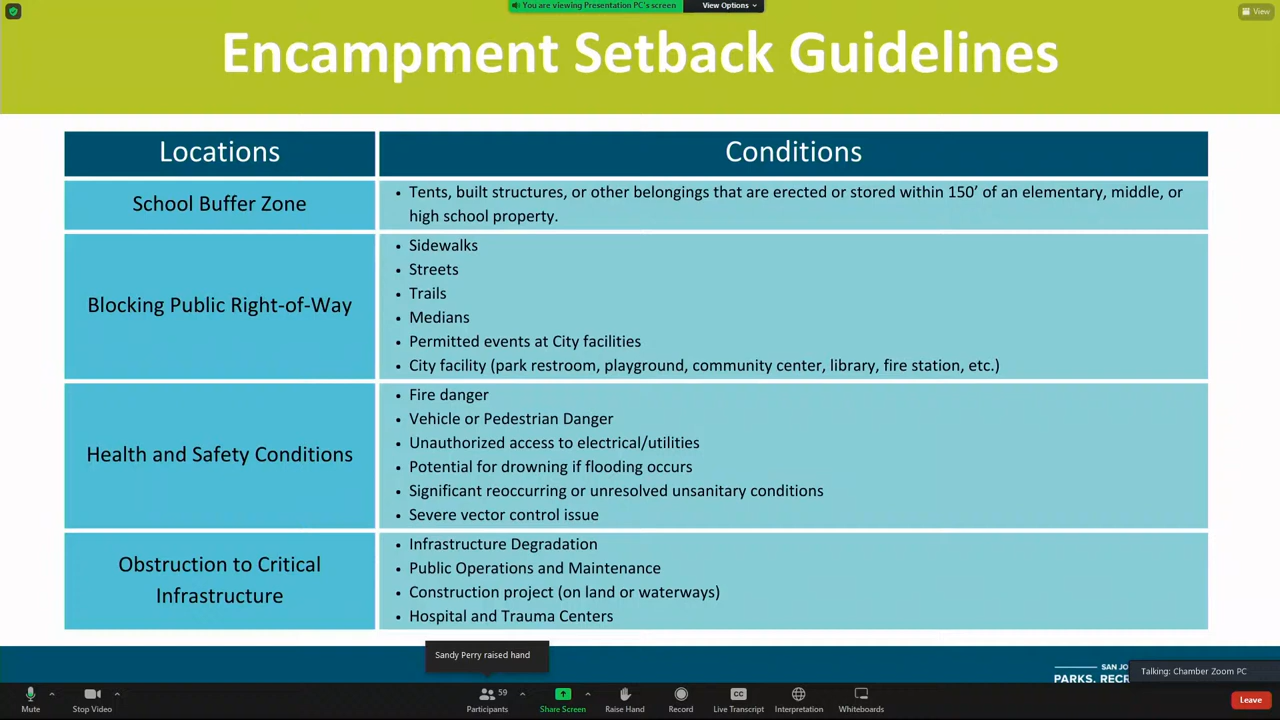 You are viewing Presentation PC's screen
View Options
View
Encampment Setback Guidelines
Locations
Conditions
School Buffer Zone
• Tents, built structures, or other belongings that are erected or stored within 150’ of an elementary, middle, or
high school property.
Blocking Public Right-of-Way
• Sidewalks
• Streets
• Trails
• Medians
• Permitted events at City facilities
• City facility (park restroom, playground, community center, library, fire station, etc.)
Health and Safety Conditions
• Fire danger
• Vehicle or Pedestrian Danger
• Unauthorized access to electrical/utilities
• Potential for drowning if flooding occurs
• Significant reoccurring or unresolved unsanitary conditions
• Severe vector control issue
Obstruction to Critical
Infrastructure
• Infrastructure Degradation
• Public Operations and Maintenance
• Construction project (on land or waterways)
• Hospital and Trauma Centers
Sandy Perry raised hand
SAN JO
PARKS, RECR
Talking: Chamber Zoom PC
Mute
Stop Video
59
Participants
Share Screen
Raise Hand
Record
CC
Live Transcript
Interpretation
Whiteboards
Leave